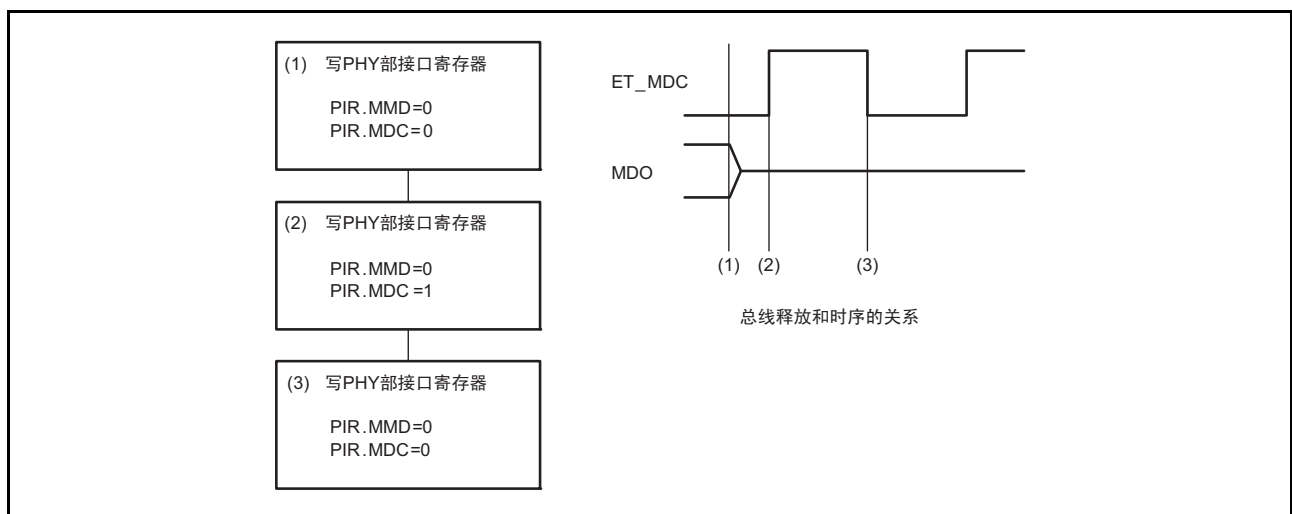 (1) 写PHY部接口寄存器
PIR.MMD=0
PIR.MDC=0
(2) 写PHY部接口寄存器
PIR.MMD=0
PIR.MDC =1
(3) 写PHY部接口寄存器
PIR.MMD=0
PIR.MDC=0
ET_MDC
MDO
(1) (2) (3)
总线释放和时序的关系